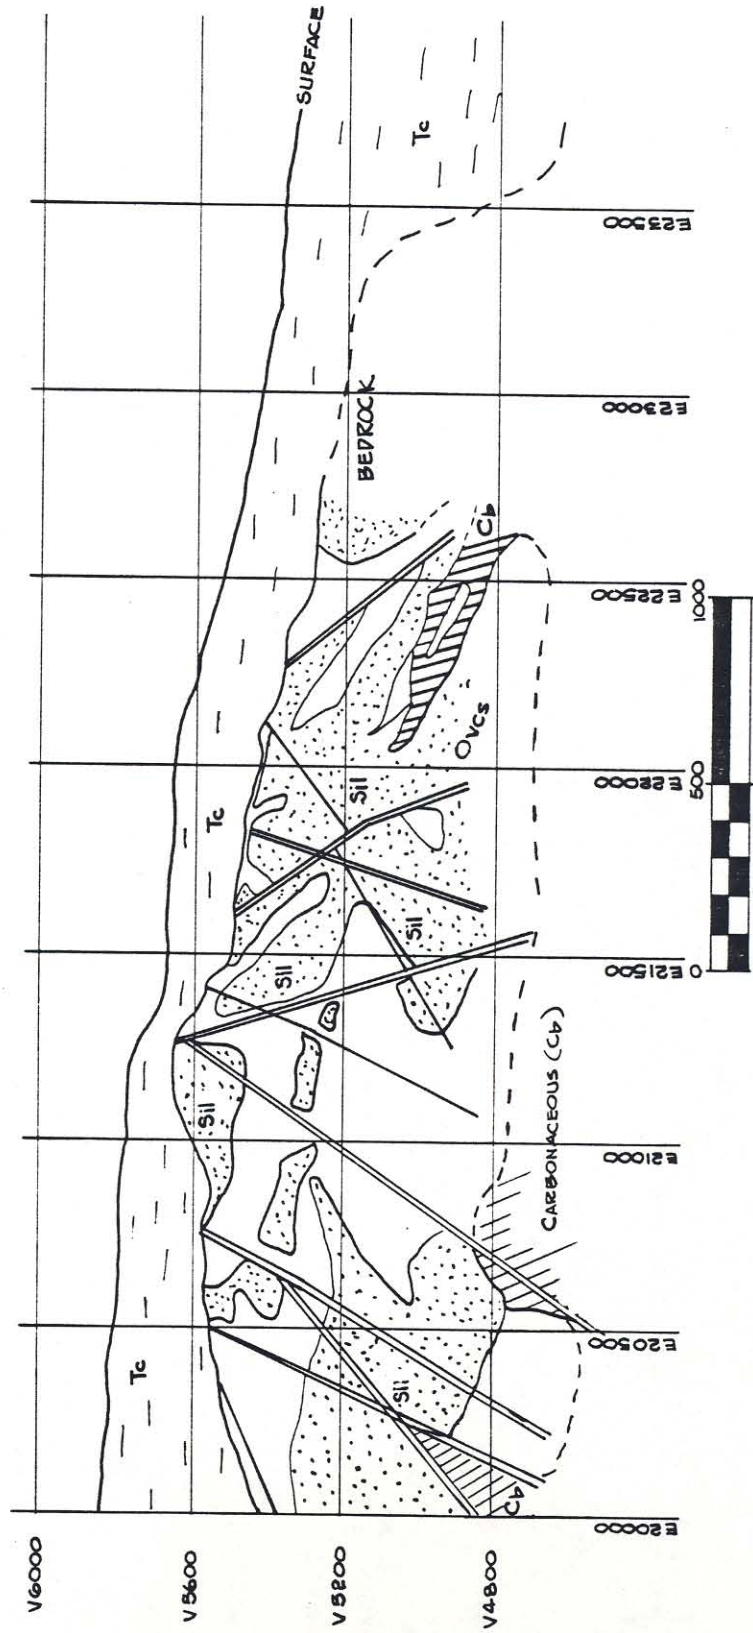 SURFACE
Tc
BEDROCK
Cb
Ovcs
Sil
Tc
Sil
Sil
Sil
CARBONACEOUS (Cb)
Sil
Tc
Cb
V6000
V5600
V5200
V4800
E20000
E20500
E21000
E21500
E22000
E22500
E23000
E23500
0
500
1000